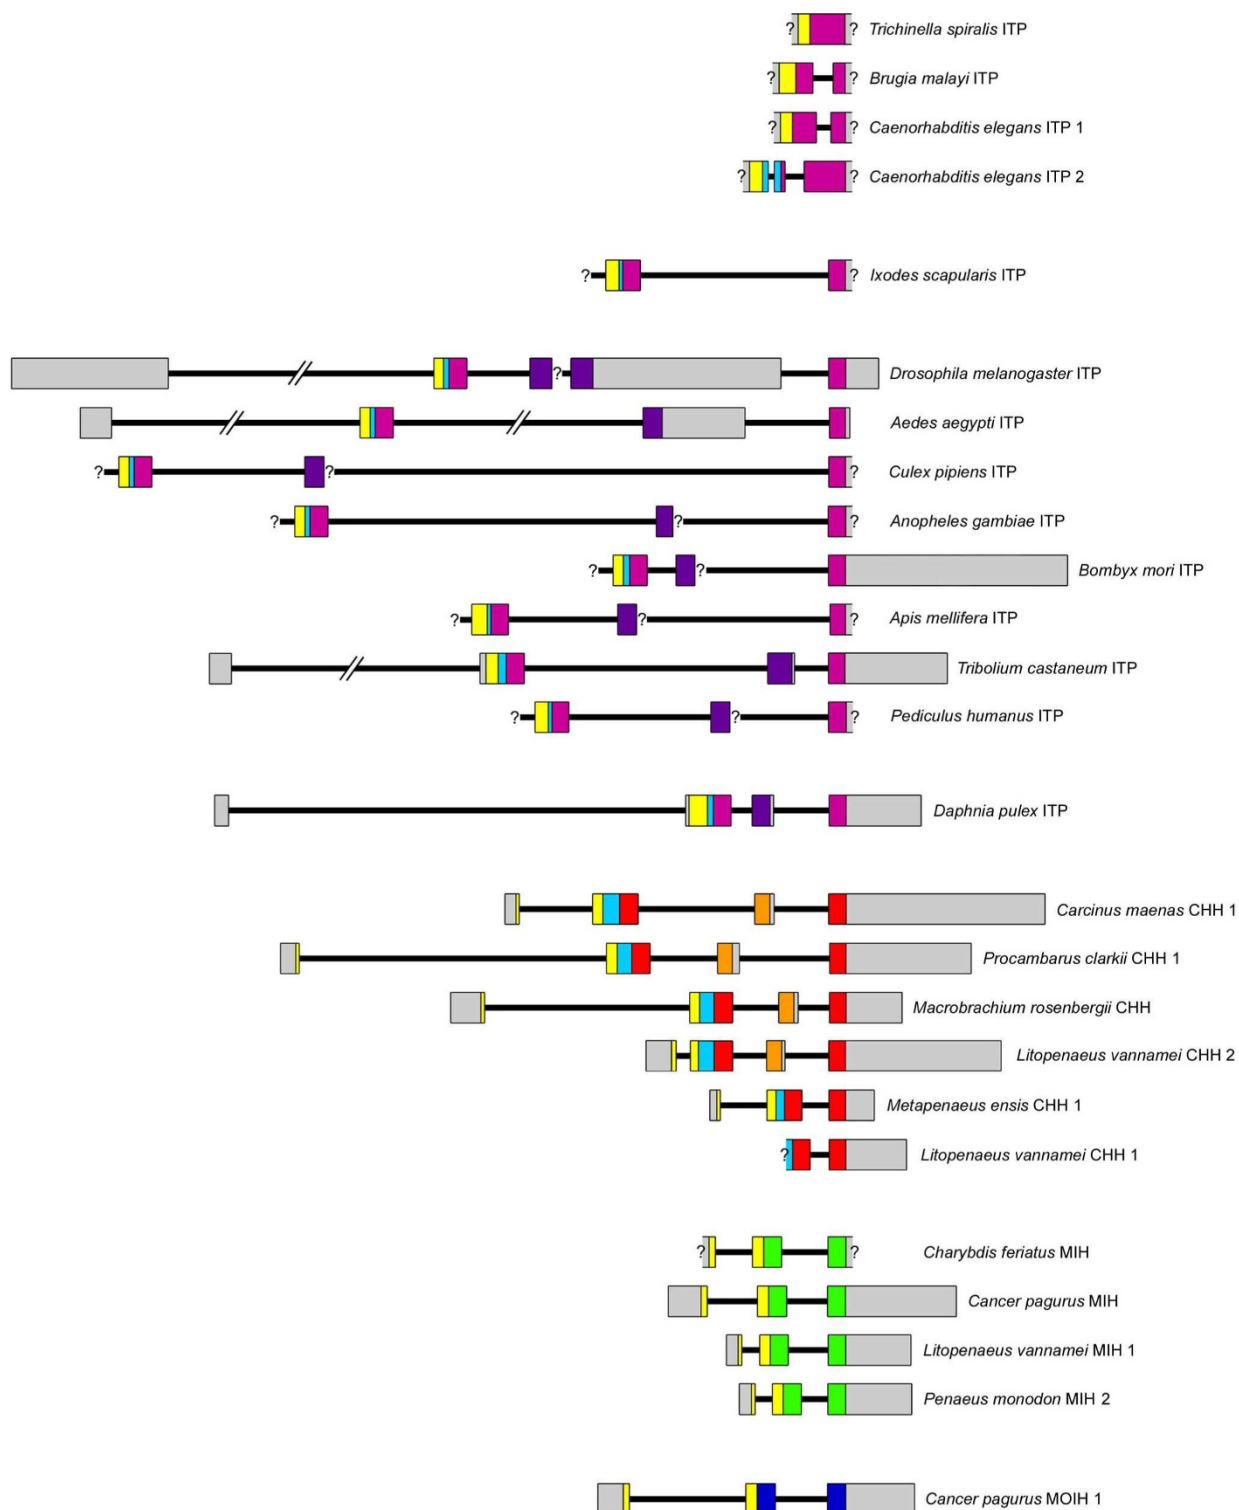 ? ? Trichinella spiralis ITP
? ? Brugia malayi ITP
? ? Caenorhabditis elegans ITP 1
? ? Caenorhabditis elegans ITP 2
? ? Ixodes scapularis ITP
? Drosophila melanogaster ITP
Aedes aegypti ITP
? ? ? Culex pipiens ITP
? ? ? Anopheles gambiae ITP
? ? Bombyx mori ITP
? ? ? Apis mellifera ITP
Tribolium castaneum ITP
? ? ? Pediculus humanus ITP
Daphnia pulex ITP
Carcinus maenas CHH 1
Procambarus clarkii CHH 1
Macrobrachium rosenbergii CHH
Litopenaeus vannamei CHH 2
Metapenaeus ensis CHH 1
? Litopenaeus vannamei CHH 1
? ? Charybdis feriatus MIH
Cancer pagurus MIH
Litopenaeus vannamei MIH 1
Penaeus monodon MIH 2
Cancer pagurus MOIH 1